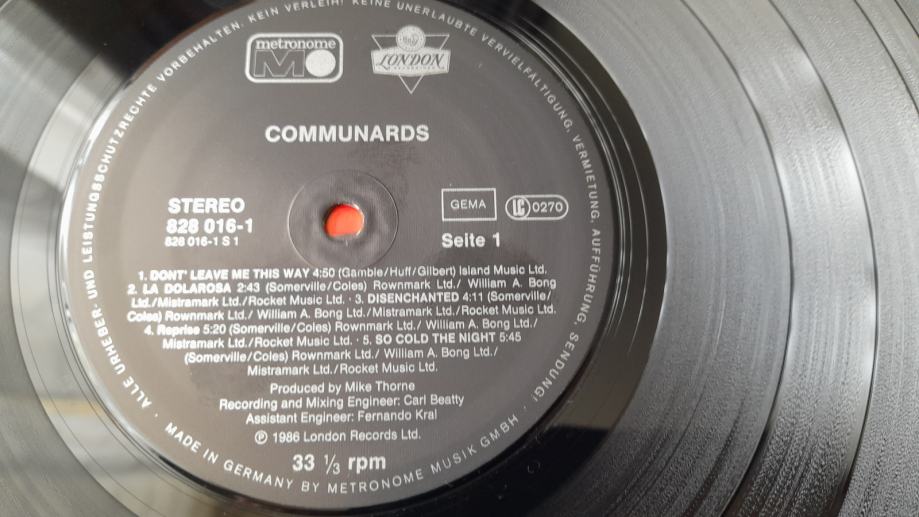 ALLE URHEBER- UND LEISTUNGSSCHUTZRECHTE VORBEHALTEN. KEIN VERLEIH! KEINE UNERLAUBTE VERVIELFÄLTIGUNG, VERMIETUNG, AUFFÜHRUNG, SENDUNG!
metronome
LONDON
COMMUNARDS
STEREO
828 016-1
828 016-1 S 1
GEMA
LC 0270
Seite 1
1. DONT' LEAVE ME THIS WAY 4:50 (Gamble/Huff/Gilbert) Island Music Ltd.
2. LA DOLAROSA 2:43 (Somerville/Coles) Rownmark Ltd./ William A. Bong
Ltd./Mistramark Ltd./Rocket Music Ltd. · 3. DISENCHANTED 4:11 (Somerville/
Coles) Rownmark Ltd./ William A. Bong Ltd./Mistramark Ltd./Rocket Music Ltd.
4. Reprise 5:20 (Somerville/Coles) Rownmark Ltd./ William A. Bong Ltd./
Mistramark Ltd./Rocket Music Ltd. · 5. SO COLD THE NIGHT 5:45
(Somerville/Coles) Rownmark Ltd./ William A. Bong Ltd./
Mistramark Ltd./Rocket Music Ltd.
Produced by Mike Thorne
Recording and Mixing Engineer: Carl Beatty
Assistant Engineer: Fernando Kral
℗ 1986 London Records Ltd.
33 1/3 rpm
· MADE IN GERMANY BY METRONOME MUSIK GMBH ·